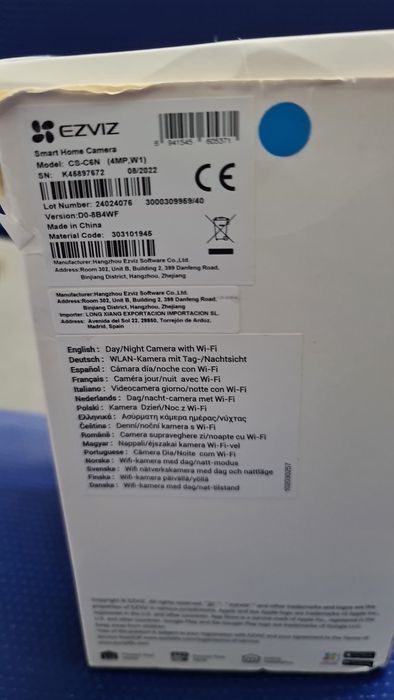 EZVIZ
Smart Home Camera
Model: CS-C6N (4MP,W1)
SN: K45897672 08/2022
8 941545 605371
CE
Lot Number: 24024076 3000309959/40
Version:D0-8B4WF
Made in China
Material Code: 303101945
Manufacturer:Hangzhou Ezviz Software Co.,Ltd.
Address:Room 302, Unit B, Building 2, 399 Danfeng Road,
Binjiang District, Hangzhou, Zhejiang
Manufacturer:Hangzhou Ezviz Software Co.,Ltd.
Address:Room 302, Unit B, Building 2, 399 Danfeng Road,
Binjiang District, Hangzhou, Zhejiang
Importer: LONG XIANG EXPORTACION IMPORTACION SL.
Address: Avenida del Sol 22, 28850, Torrejón de Ardoz,
Madrid, Spain
English : Day/Night Camera with Wi-Fi
Deutsch : WLAN-Kamera mit Tag-/Nachtsicht
Español : Cámara día/noche con Wi-Fi
Français : Caméra jour/nuit avec Wi-Fi
Italiano : Videocamera giorno/notte con Wi-Fi
Nederlands : Dag/nacht-camera met Wi-Fi
Polski : Kamera Dzień/Noc z Wi-Fi
Ελληνικά : Ασύρματη κάμερα ημέρας/νύχτας
Čeština : Denní/noční kamera s Wi-Fi
Română : Camera supraveghere zi/noapte cu Wi-Fi
Magyar : Nappali/éjszakai kamera Wi-Fi-vel
Portuguese : Câmera Dia/Noite com Wi-Fi
Norska : Wifi-kamera med dag/natt-modus
Svenska : Wifi nätverkskamera med dag och nattläge
Finska : Wifi-kamera päivällä/yöllä
Danska : Wifi-kamera med dag/nat-tilstand